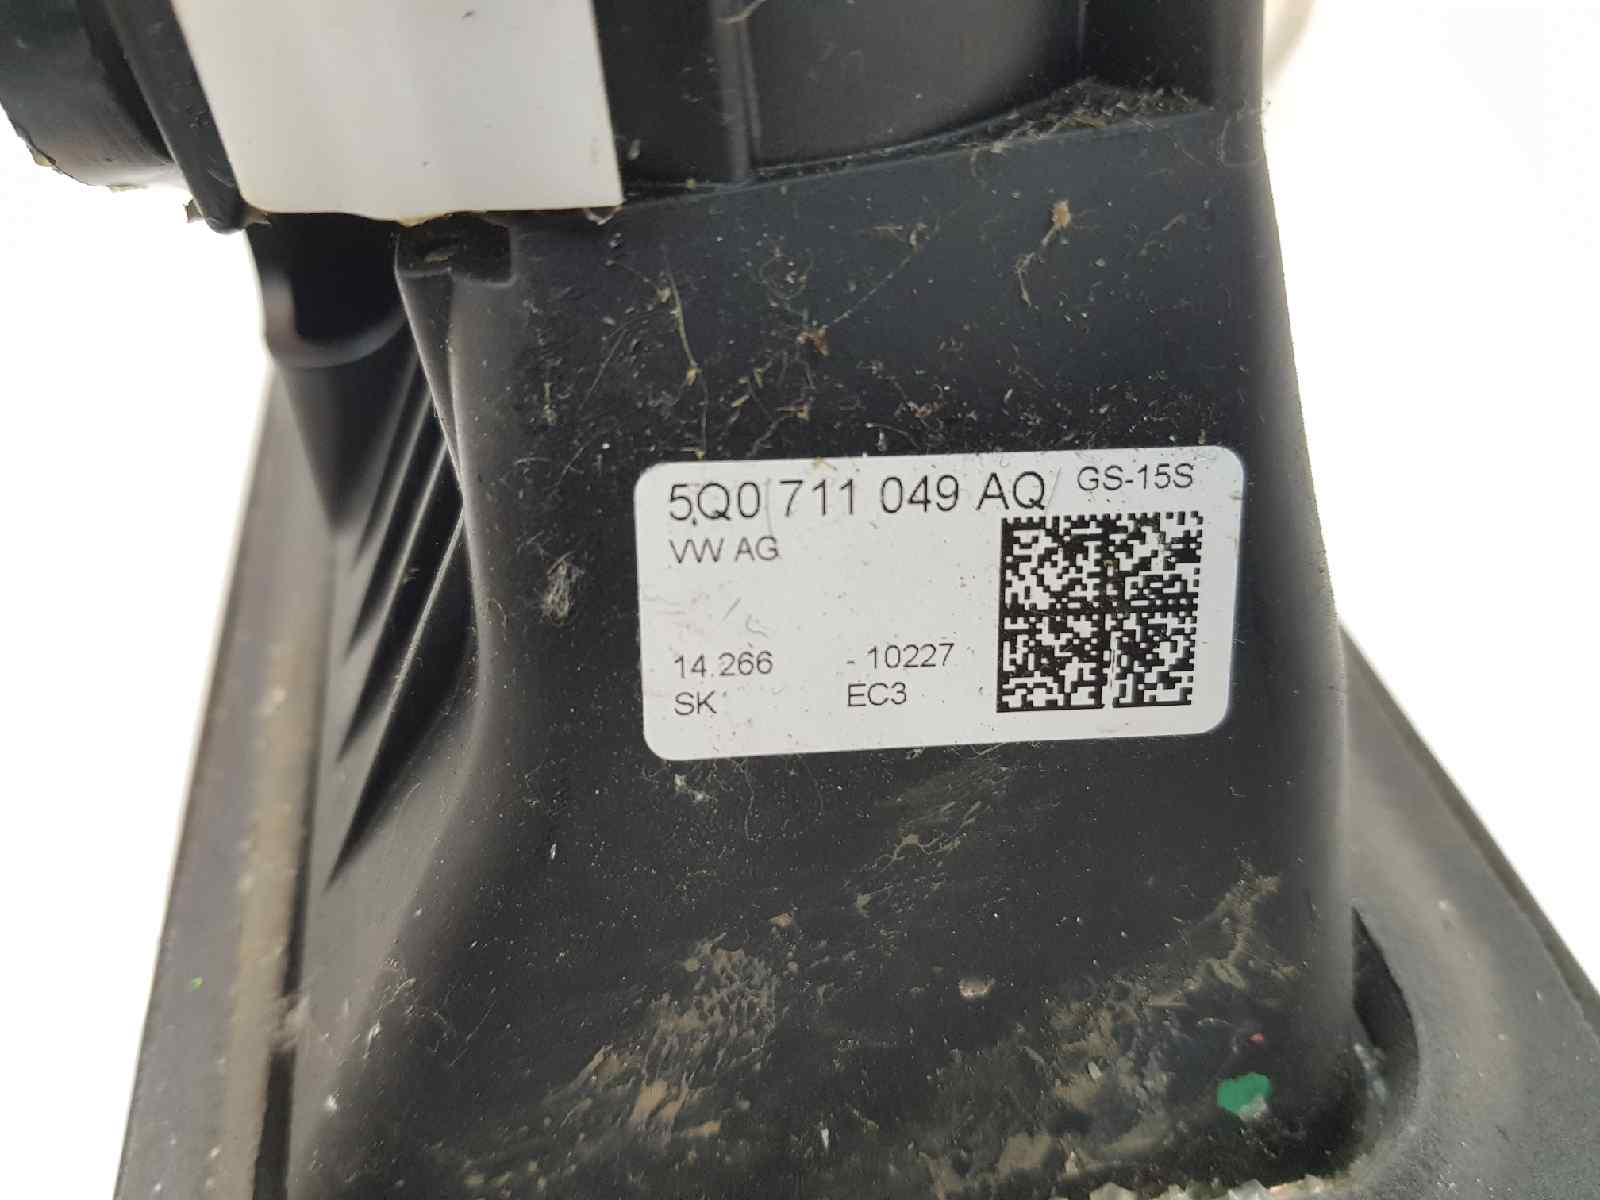 5Q0 711 049 AQ GS-15S
VW AG
14.266 - 10227
SK EC3